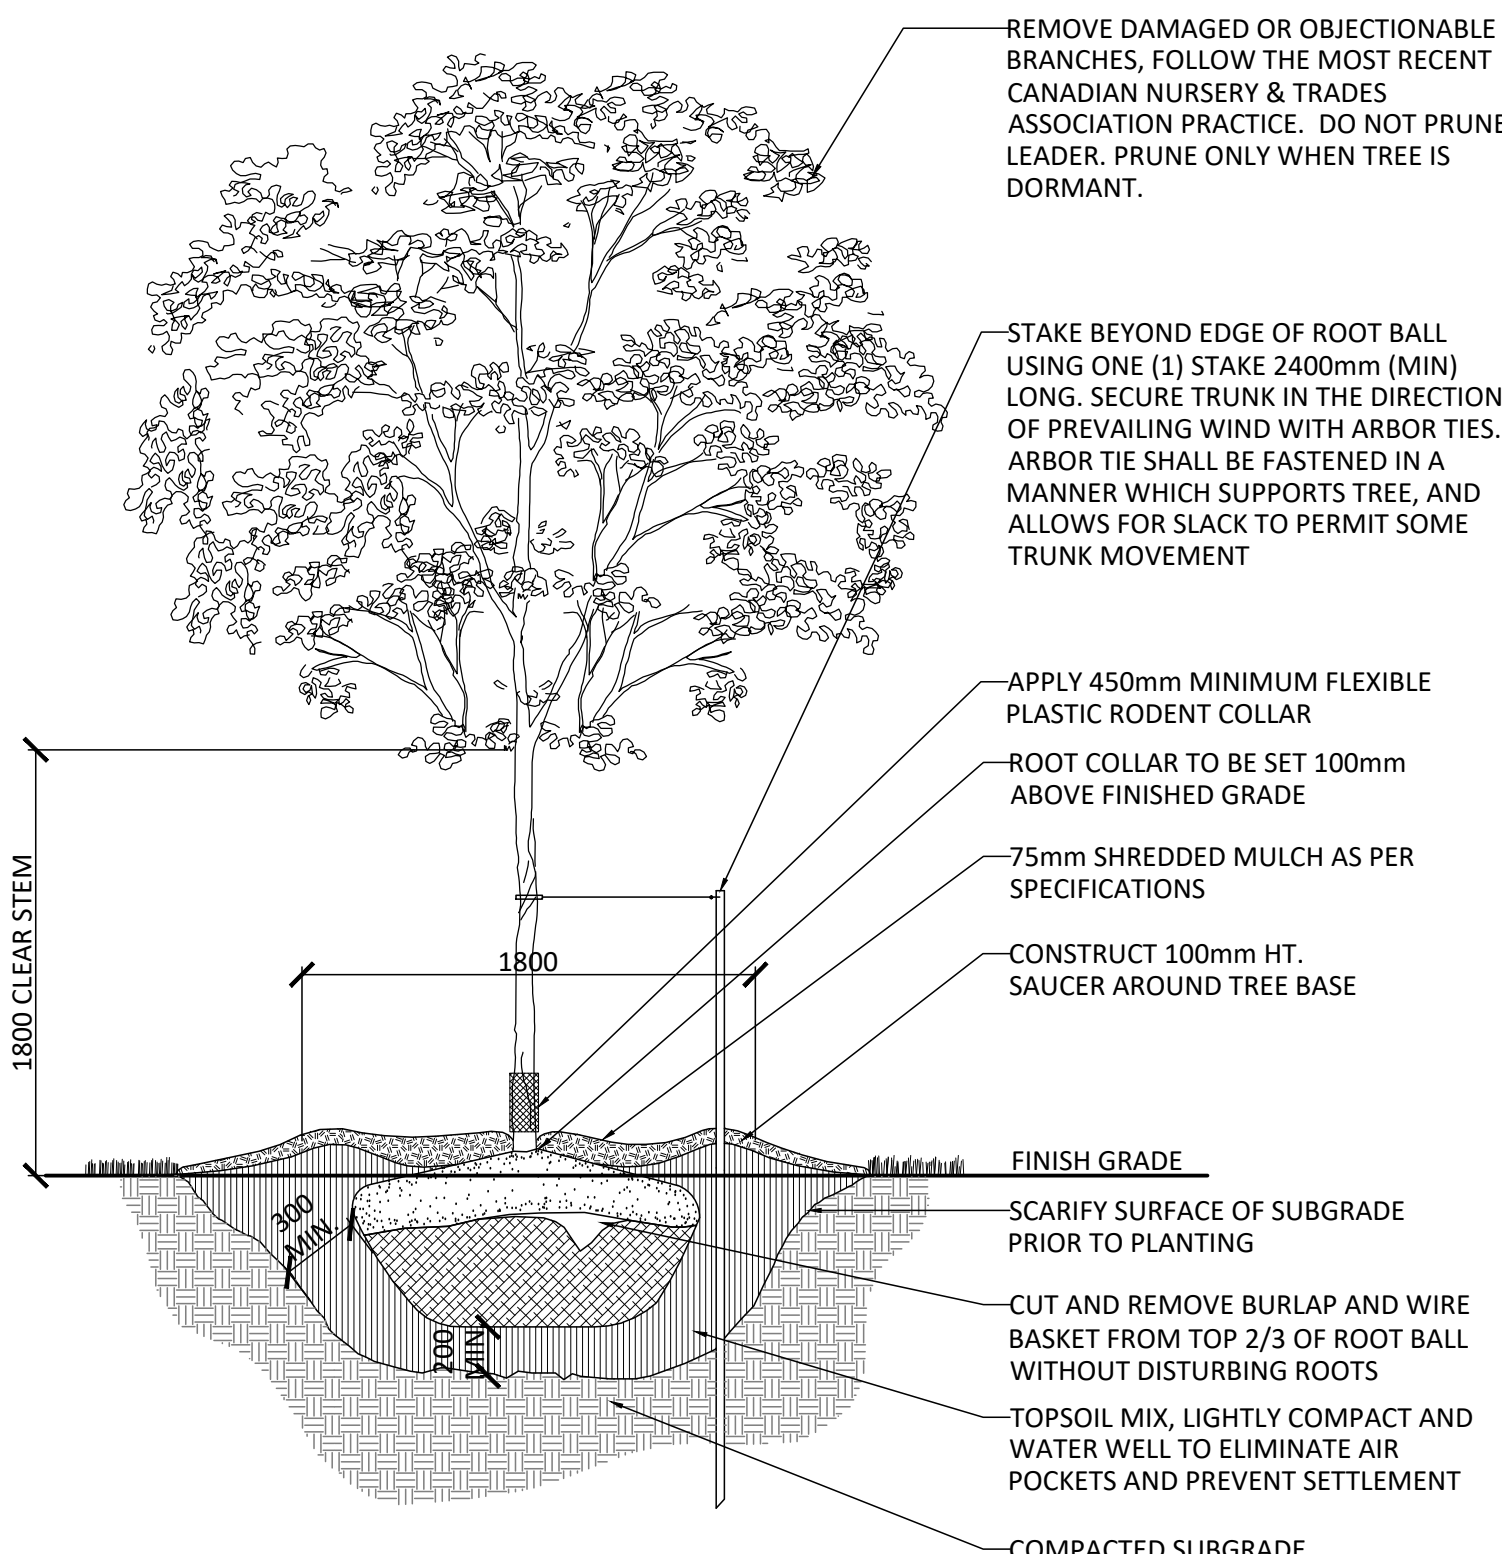 REMOVE DAMAGED OR OBJECTIONABLE
BRANCHES, FOLLOW THE MOST RECENT
CANADIAN NURSERY & TRADES
ASSOCIATION PRACTICE. DO NOT PRUNE
LEADER. PRUNE ONLY WHEN TREE IS
DORMANT.
STAKE BEYOND EDGE OF ROOT BALL
USING ONE (1) STAKE 2400mm (MIN)
LONG. SECURE TRUNK IN THE DIRECTION
OF PREVAILING WIND WITH ARBOR TIES.
ARBOR TIE SHALL BE FASTENED IN A
MANNER WHICH SUPPORTS TREE, AND
ALLOWS FOR SLACK TO PERMIT SOME
TRUNK MOVEMENT
APPLY 450mm MINIMUM FLEXIBLE
PLASTIC RODENT COLLAR
ROOT COLLAR TO BE SET 100mm
ABOVE FINISHED GRADE
75mm SHREDDED MULCH AS PER
SPECIFICATIONS
CONSTRUCT 100mm HT.
SAUCER AROUND TREE BASE
1800 CLEAR STEM
1800
FINISH GRADE
300
MIN.
200
MIN
SCARIFY SURFACE OF SUBGRADE
PRIOR TO PLANTING
CUT AND REMOVE BURLAP AND WIRE
BASKET FROM TOP 2/3 OF ROOT BALL
WITHOUT DISTURBING ROOTS
TOPSOIL MIX, LIGHTLY COMPACT AND
WATER WELL TO ELIMINATE AIR
POCKETS AND PREVENT SETTLEMENT
COMPACTED SUBGRADE